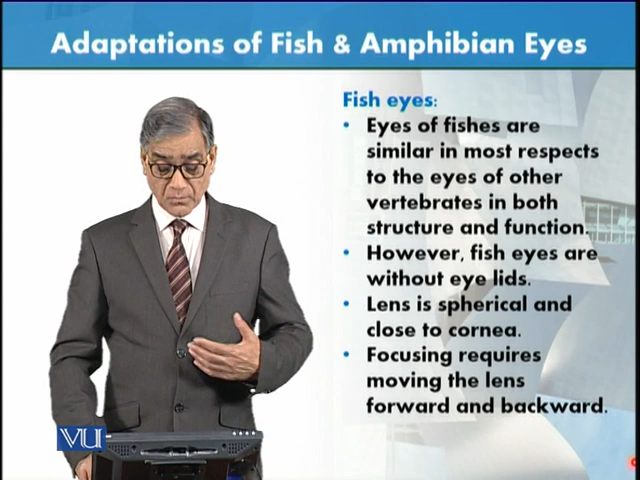 Adaptations of Fish & Amphibian Eyes
Fish eyes:
• Eyes of fishes are
similar in most respects
to the eyes of other
vertebrates in both
structure and function.
• However, fish eyes are
without eye lids.
• Lens is spherical and
close to cornea.
• Focusing requires
moving the lens
forward and backward.
VU